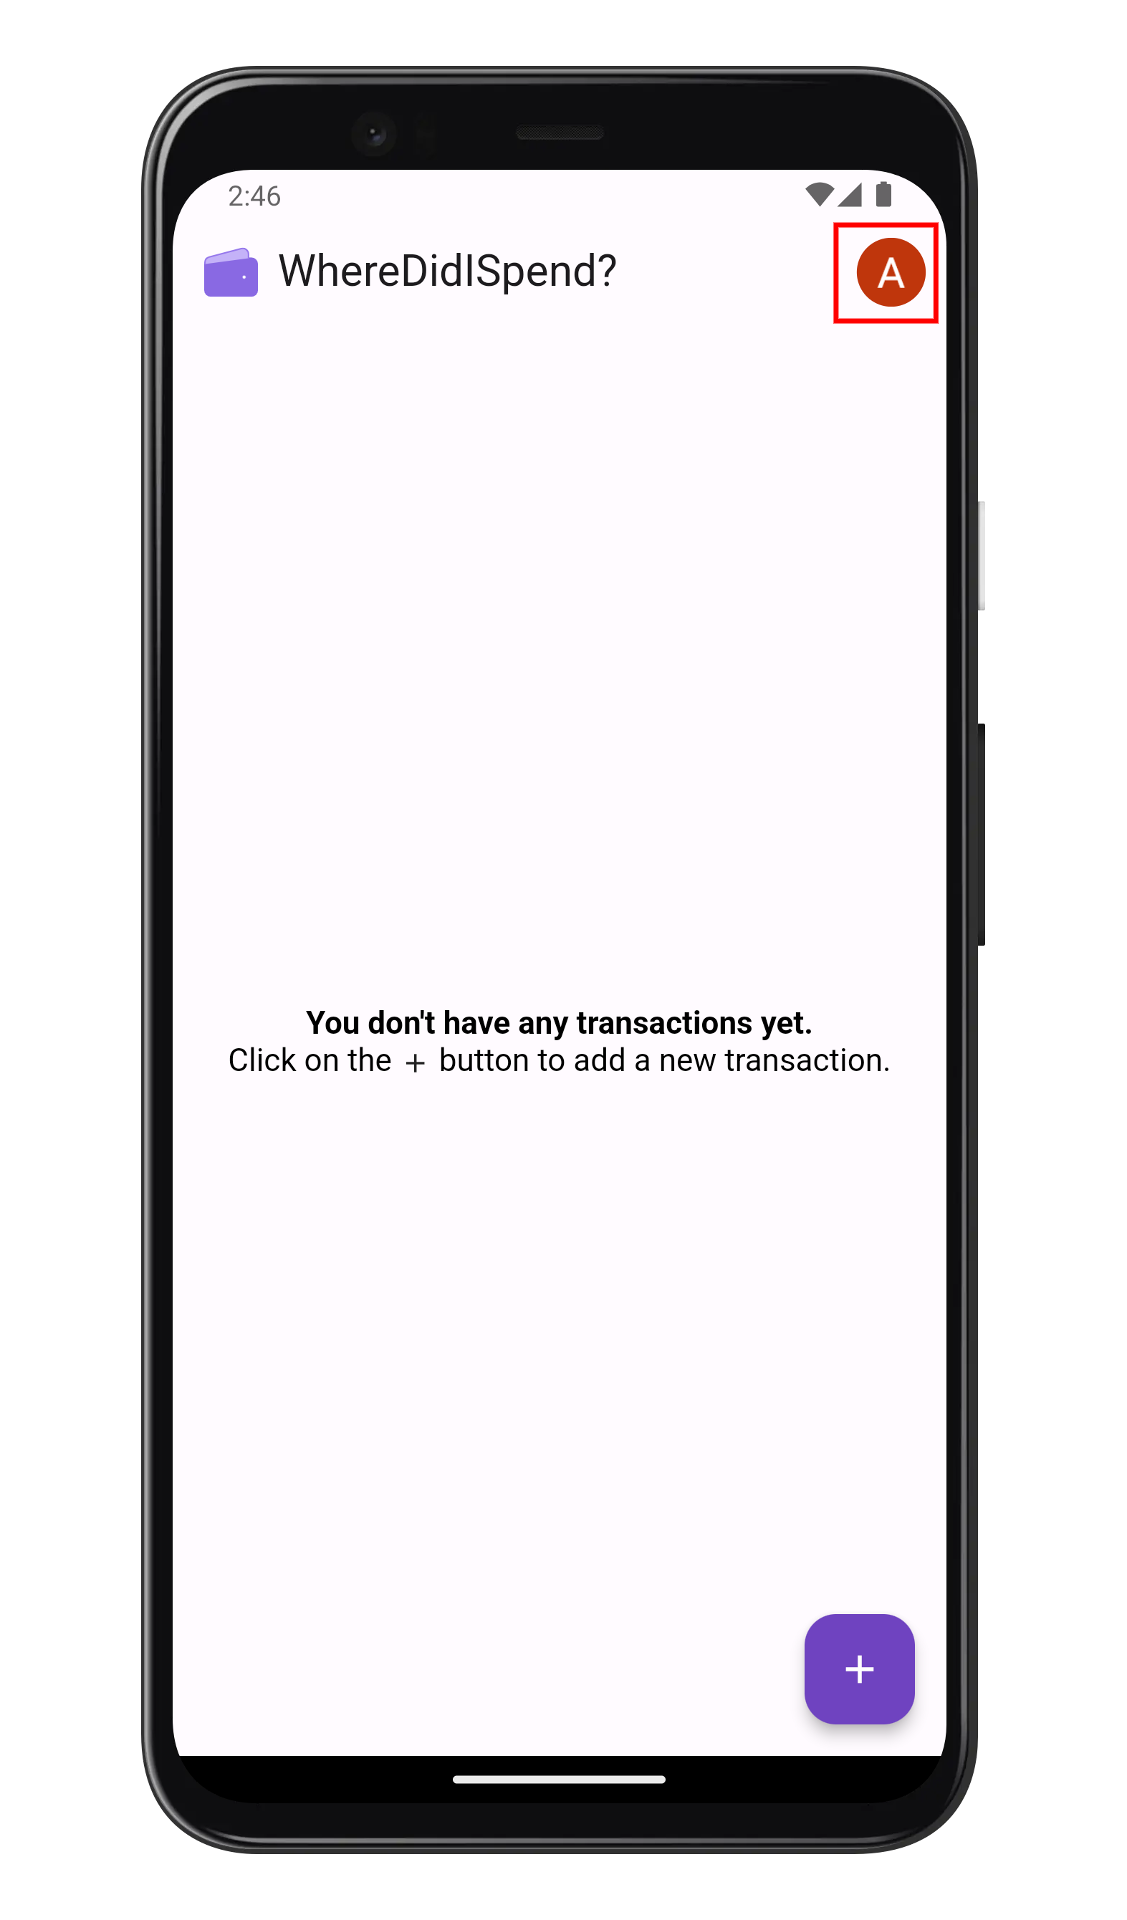 2:46
WhereDidISpend?
A
You don't have any transactions yet.
Click on the + button to add a new transaction.
+